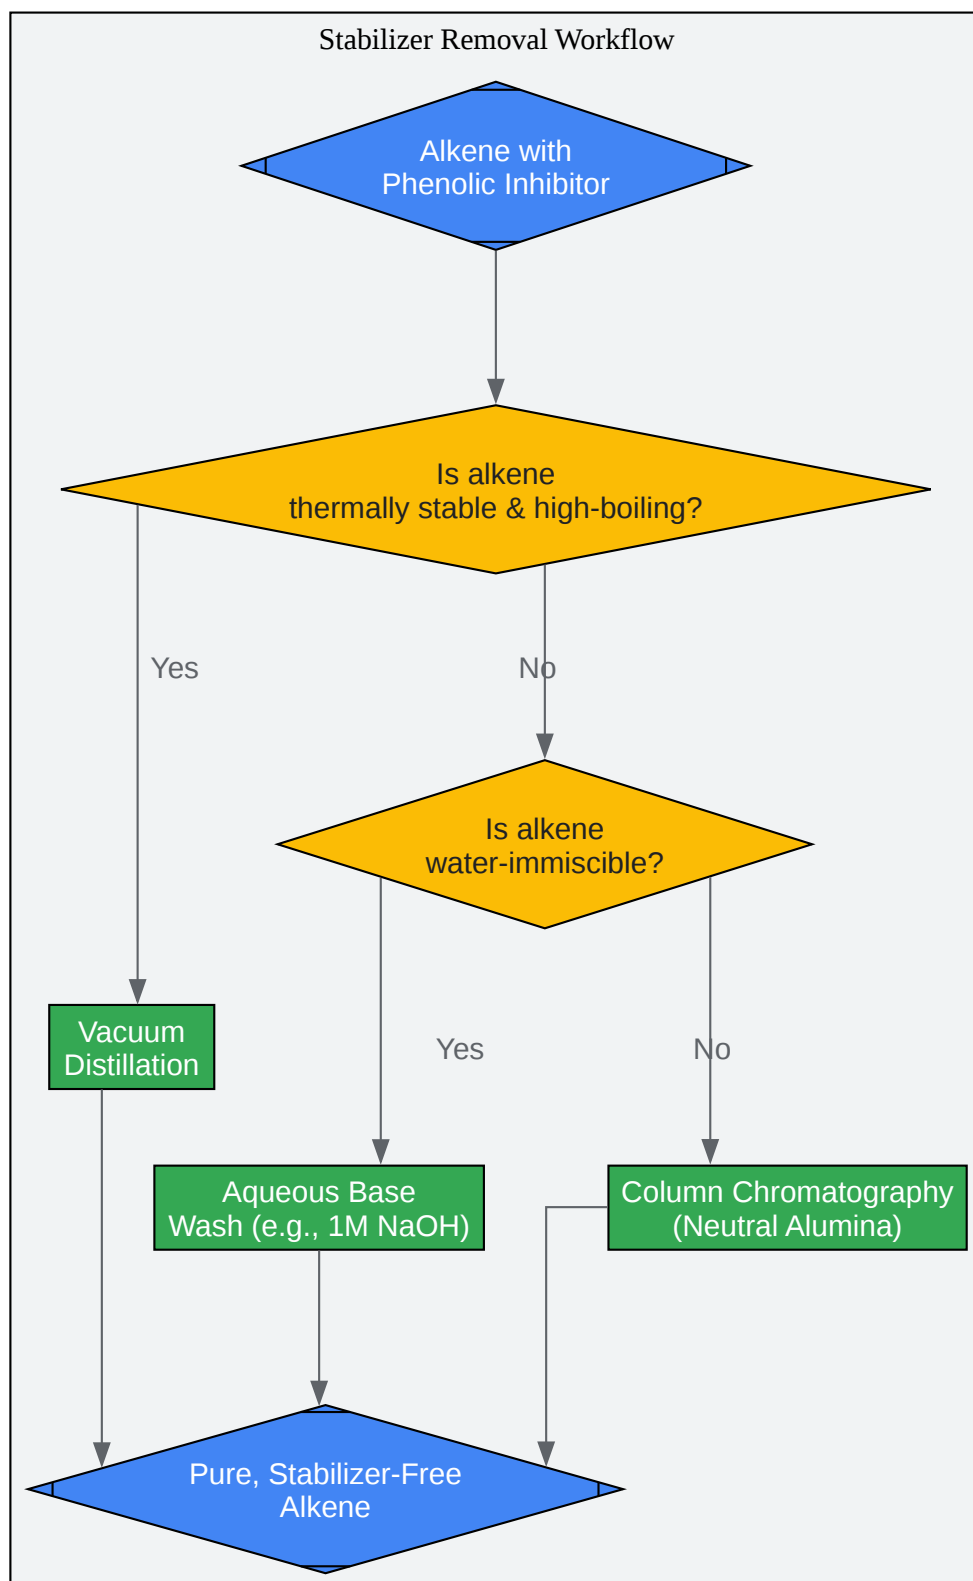 Stabilizer Removal Workflow
Alkene with
Phenolic Inhibitor
Is alkene
thermally stable & high-boiling?
Yes
No
Is alkene
water-immiscible?
Vacuum
Distillation
Yes
No
Aqueous Base
Wash (e.g., 1M NaOH)
Column Chromatography
(Neutral Alumina)
Pure, Stabilizer-Free
Alkene